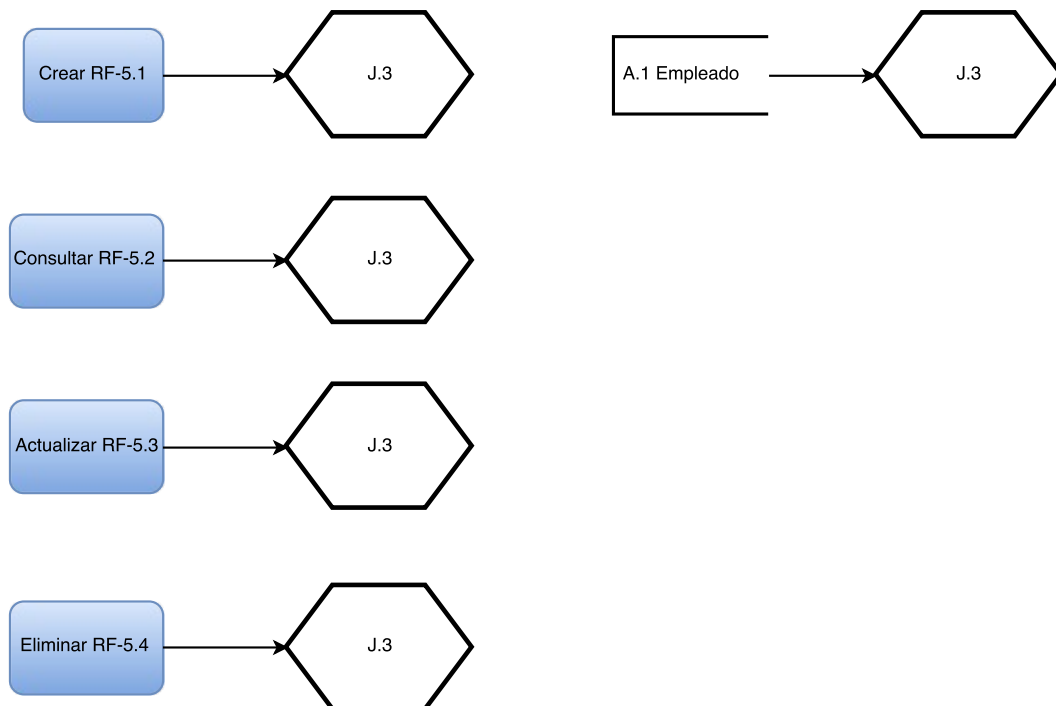 Crear RF-5.1
J.3
A.1 Empleado
J.3
Consultar RF-5.2
J.3
Actualizar RF-5.3
J.3
Eliminar RF-5.4
J.3